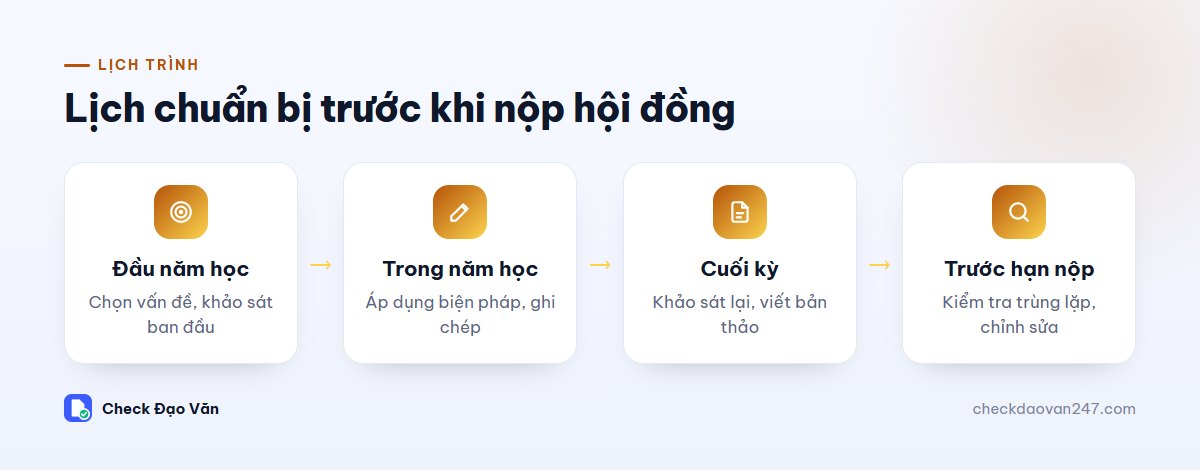 LỊCH TRÌNH
Lịch chuẩn bị trước khi nộp hội đồng
Đầu năm học
Chọn vấn đề, khảo sát
ban đầu
→
Trong năm học
Áp dụng biện pháp, ghi
chép
→
Cuối kỳ
Khảo sát lại, viết bản
thảo
→
Trước hạn nộp
Kiểm tra trùng lặp,
chỉnh sửa
Check Đạo Văn
checkdaovan247.com